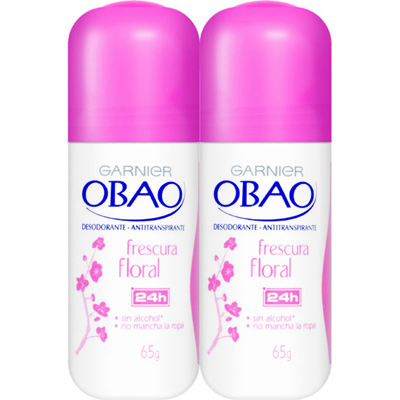 GARNIER
OBAO
DESODORANTE - ANTITRANSPIRANTE
frescura
floral
24h
• sin alcohol*
• no mancha la ropa
65g
GARNIER
OBAO
DESODORANTE - ANTITRANSPIRANTE
frescura
floral
24h
• sin alcohol*
• no mancha la ropa
65g